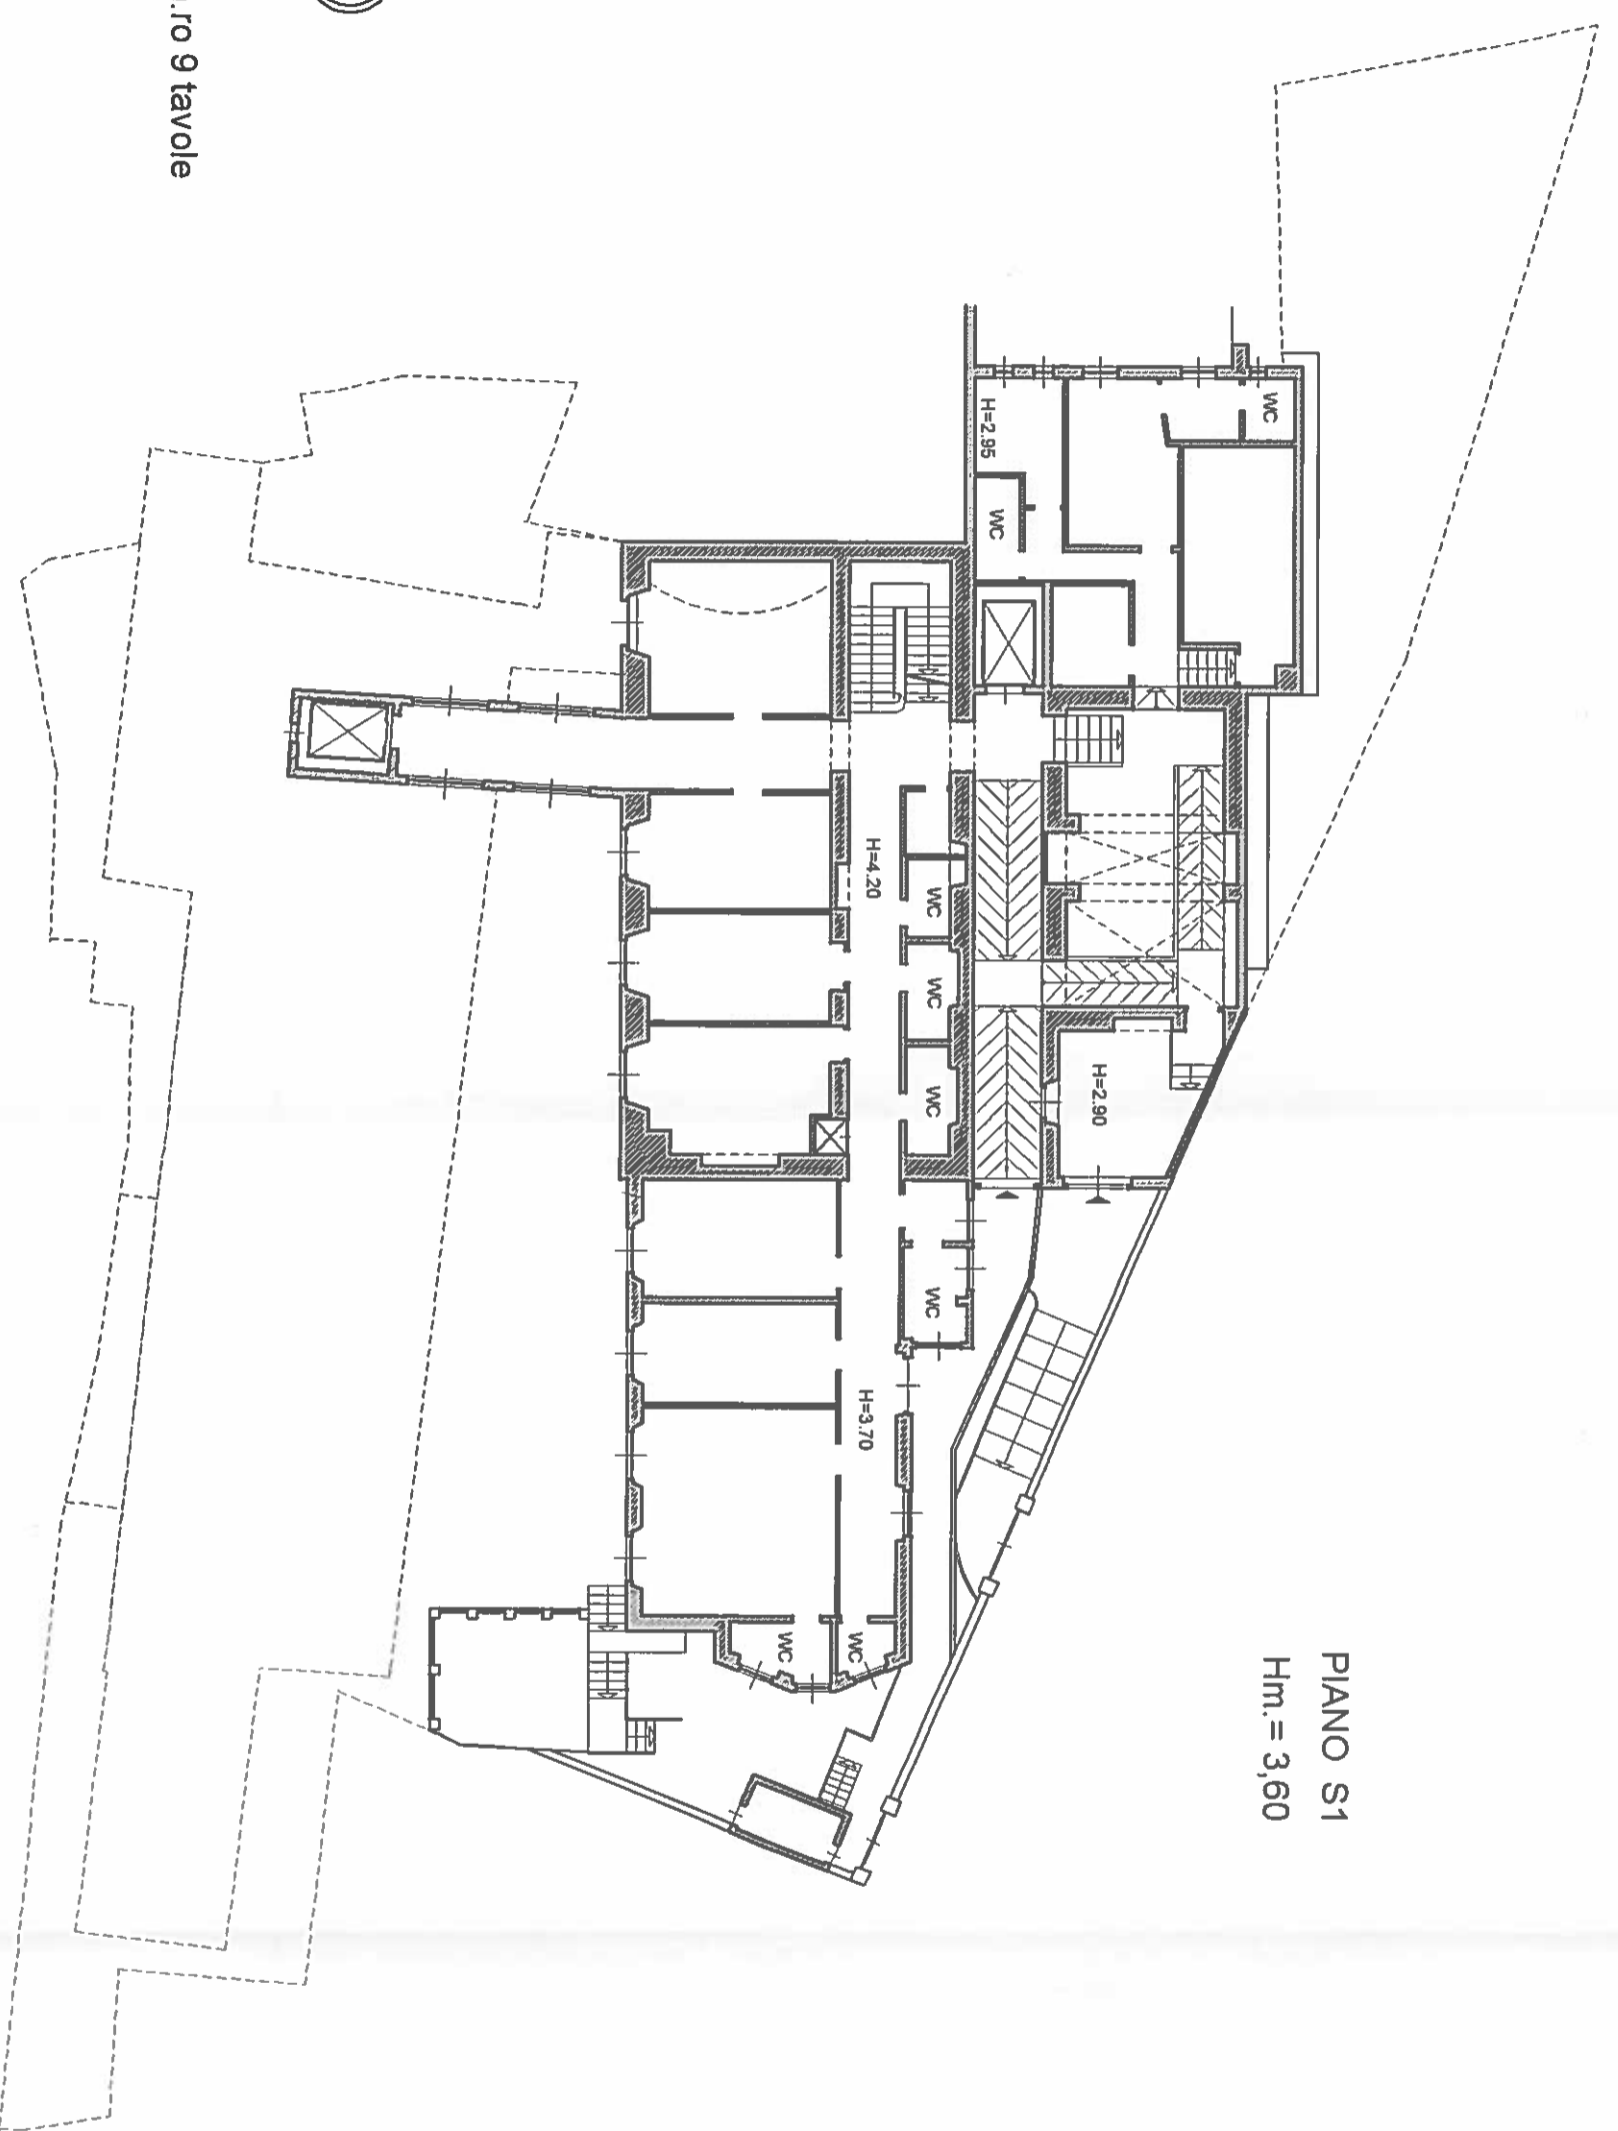 PIANO S1
Hm.= 3,60
WC
H=2.95
WC
H=4.20
WC
WC
WC
H=2.90
WC
H=3.70
WC
WC
.ro 9 tavole